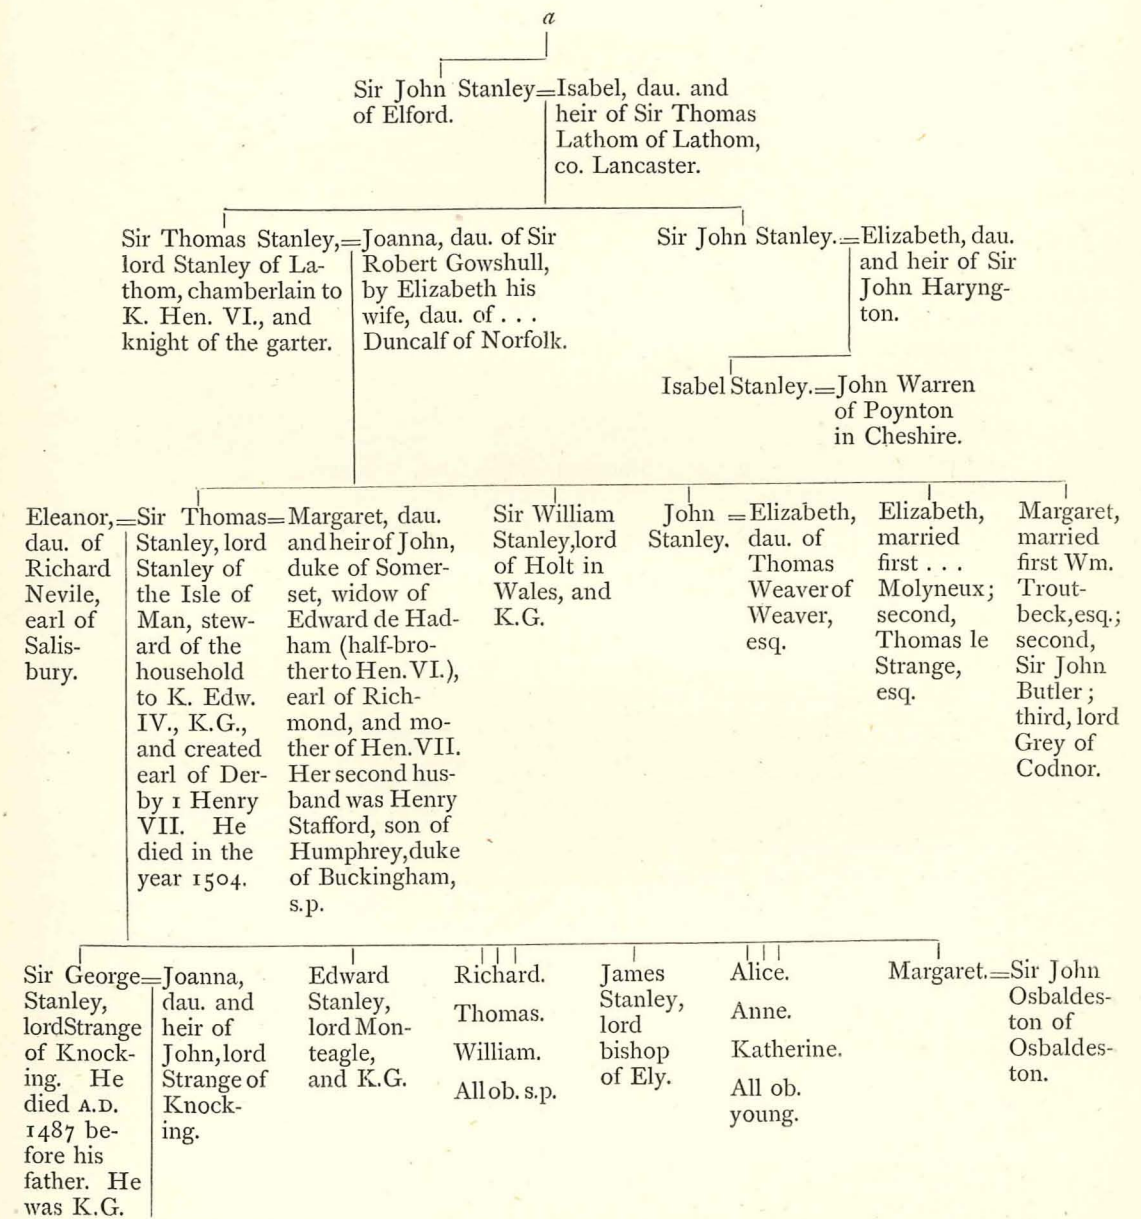 a
Sir John Stanley=Isabel, dau. and
of Elford.
heir of Sir Thomas
Lathom of Lathom,
co. Lancaster.
Sir Thomas Stanley,=Joanna, dau. of Sir
lord Stanley of La-
thom, chamberlain to
K. Hen. VI., and
knight of the garter.
Robert Gowshull,
by Elizabeth his
wife, dau. of . . .
Duncalf of Norfolk.
Sir John Stanley.=Elizabeth, dau.
and heir of Sir
John Haryng-
ton.
Isabel Stanley.=John Warren
of Poynton
in Cheshire.
Eleanor,=Sir Thomas=Margaret, dau.
dau. of
Richard
Nevile,
earl of
Salis-
bury.
Stanley, lord
Stanley of
the Isle of
Man, stew-
ard of the
household
to K. Edw.
IV., K.G.,
and created
earl of Der-
by 1 Henry
VII. He
died in the
year 1504.
and heir of John,
duke of Somer-
set, widow of
Edward de Had-
ham (half-bro-
ther to Hen. VI.),
earl of Rich-
mond, and mo-
ther of Hen. VII.
Her second hus-
band was Henry
Stafford, son of
Humphrey, duke
of Buckingham,
s.p.
Sir William
Stanley, lord
of Holt in
Wales, and
K.G.
John = Elizabeth,
Stanley.
dau. of
Thomas
Weaver of
Weaver,
esq.
Elizabeth,
married
first . . .
Molyneux;
second,
Thomas le
Strange,
esq.
Margaret,
married
first Wm.
Trout-
beck, esq.;
second,
Sir John
Butler;
third, lord
Grey of
Codnor.
Sir George=Joanna,
Stanley,
lord Strange
of Knock-
ing. He
died A.D.
1487 be-
fore his
father. He
was K.G.
dau. and
heir of
John, lord
Strange of
Knock-
ing.
Edward
Stanley,
lord Mon-
teagle,
and K.G.
Richard.
Thomas.
William.
All ob. s.p.
James
Stanley,
lord
bishop
of Ely.
Alice.
Anne.
Katherine.
All ob.
young.
Margaret.=Sir John
Osbaldes-
ton of
Osbaldes-
ton.